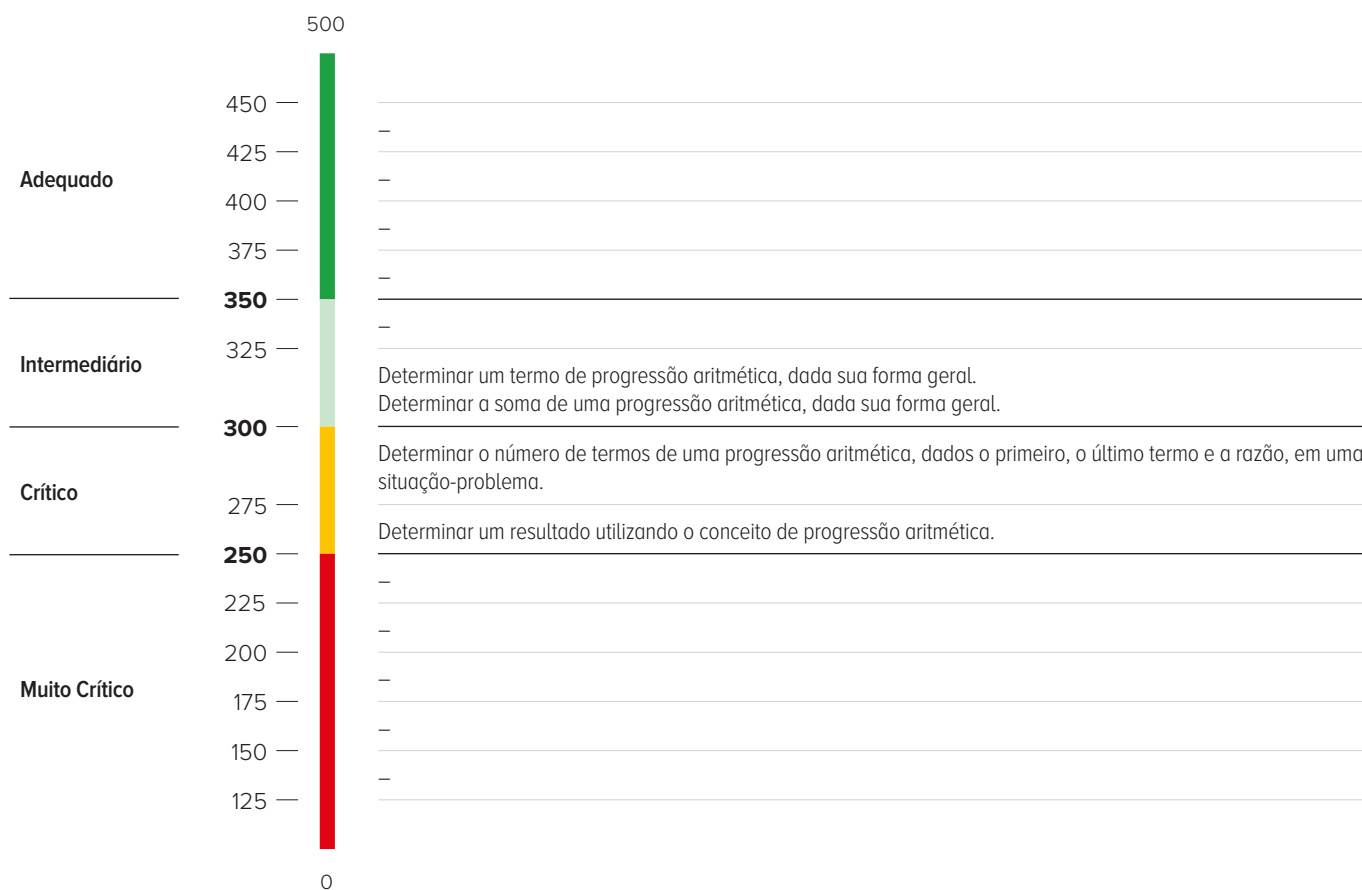 500
450 —
–
425 —
Adequado
–
400 —
–
375 —
–
350 —
–
325 —
Intermediário
Determinar um termo de progressão aritmética, dada sua forma geral.
Determinar a soma de uma progressão aritmética, dada sua forma geral.
300 —
Determinar o número de termos de uma progressão aritmética, dados o primeiro, o último termo e a razão, em uma
situação-problema.
Crítico
275 —
Determinar um resultado utilizando o conceito de progressão aritmética.
250 —
–
225 —
–
200 —
–
Muito Crítico
175 —
–
150 —
–
125 —
0